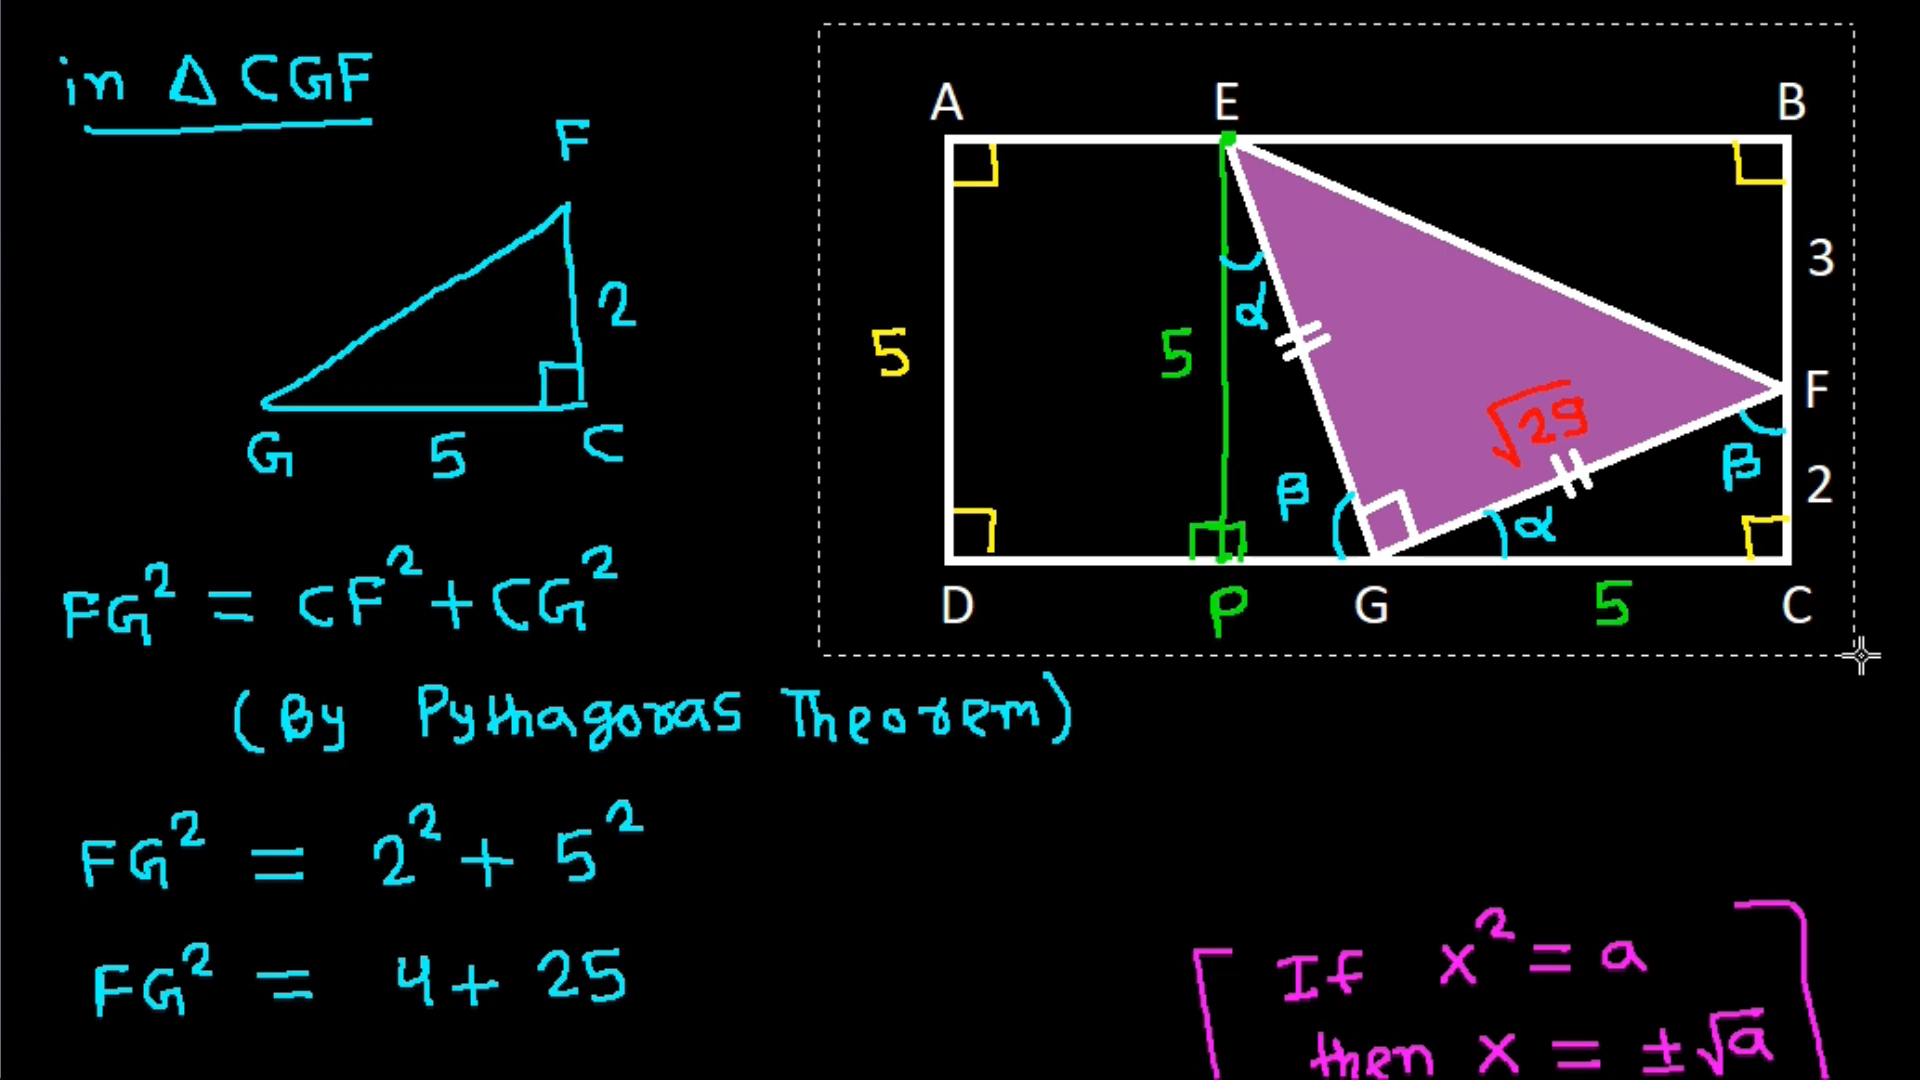 in Δ CGF
F
2
G 5 C
FG² = CF² + CG²
(By Pythagoras Theorem)
FG² = 2² + 5²
FG² = 4 + 25
A E B
3
α
5 5
F
√29
β β
2
α
D P G 5 C
If x² = a
then x = ±√a